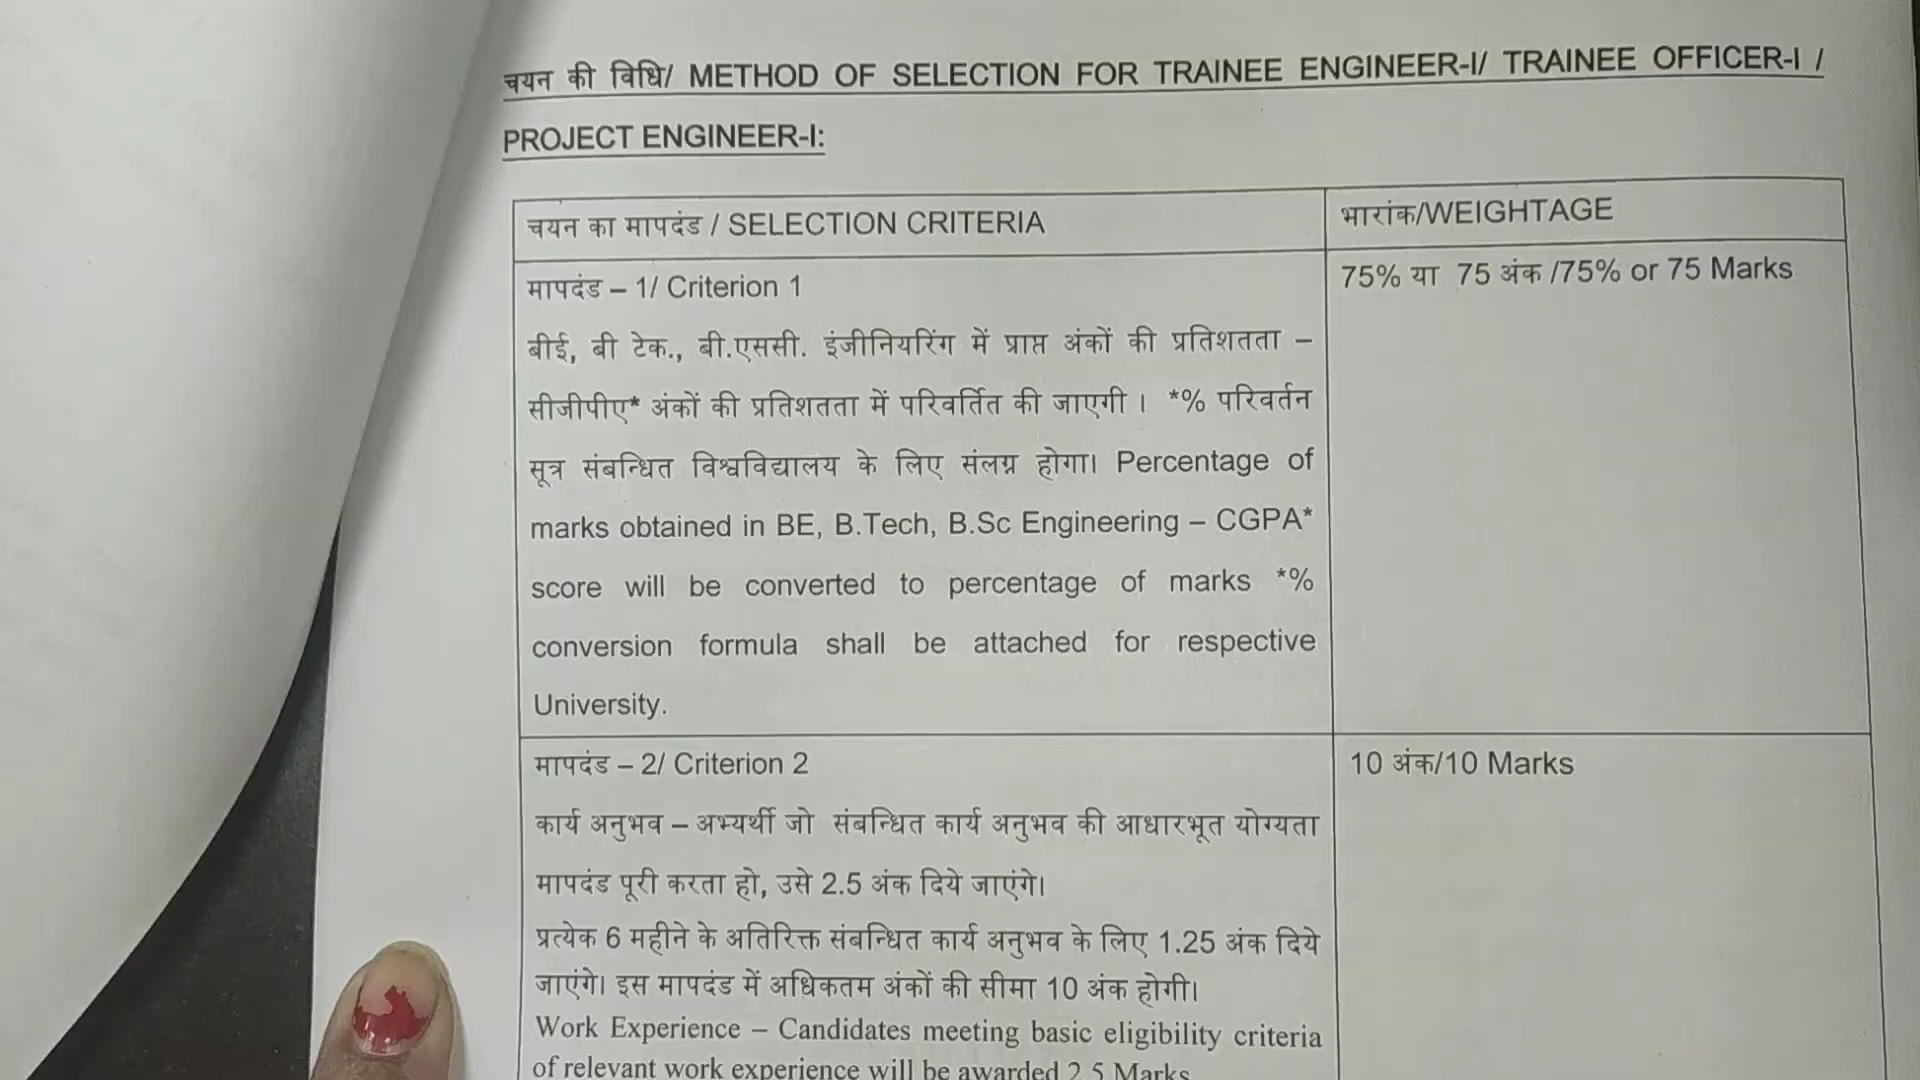 चयन की विधि/ METHOD OF SELECTION FOR TRAINEE ENGINEER-I/ TRAINEE OFFICER-I /
PROJECT ENGINEER-I:
चयन का मापदंड / SELECTION CRITERIA
भारांक/WEIGHTAGE
मापदंड – 1/ Criterion 1
75% या 75 अंक /75% or 75 Marks
बीई, बी टेक., बी.एससी. इंजीनियरिंग में प्राप्त अंकों की प्रतिशतता –
सीजीपीए* अंकों की प्रतिशतता में परिवर्तित की जाएगी । *% परिवर्तन
सूत्र संबन्धित विश्वविद्यालय के लिए संलग्न होगा। Percentage of
marks obtained in BE, B.Tech, B.Sc Engineering – CGPA*
score will be converted to percentage of marks *%
conversion formula shall be attached for respective
University.
मापदंड – 2/ Criterion 2
10 अंक/10 Marks
कार्य अनुभव – अभ्यर्थी जो संबन्धित कार्य अनुभव की आधारभूत योग्यता
मापदंड पूरी करता हो, उसे 2.5 अंक दिये जाएंगे।
प्रत्येक 6 महीने के अतिरिक्त संबन्धित कार्य अनुभव के लिए 1.25 अंक दिये
जाएंगे। इस मापदंड में अधिकतम अंकों की सीमा 10 अंक होगी।
Work Experience – Candidates meeting basic eligibility criteria
of relevant work experience will be awarded 2.5 Marks